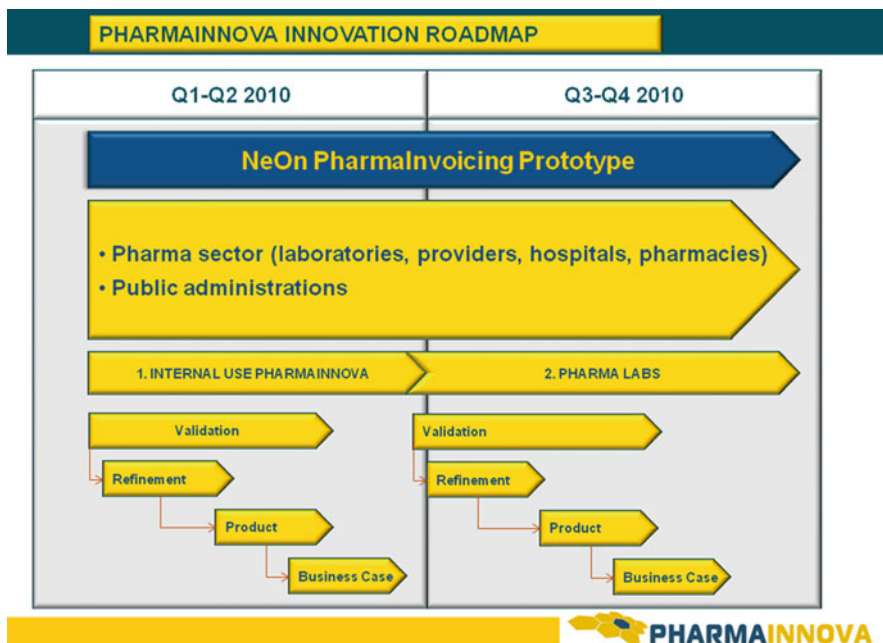 PHARMAINNOVA INNOVATION ROADMAP
Q1-Q2 2010
Q3-Q4 2010
NeOn PharmaInvoicing Prototype
• Pharma sector (laboratories, providers, hospitals, pharmacies)
• Public administrations
1. INTERNAL USE PHARMAINNOVA
2. PHARMA LABS
Validation
Refinement
Product
Business Case
Validation
Refinement
Product
Business Case
PHARMAINNOVA